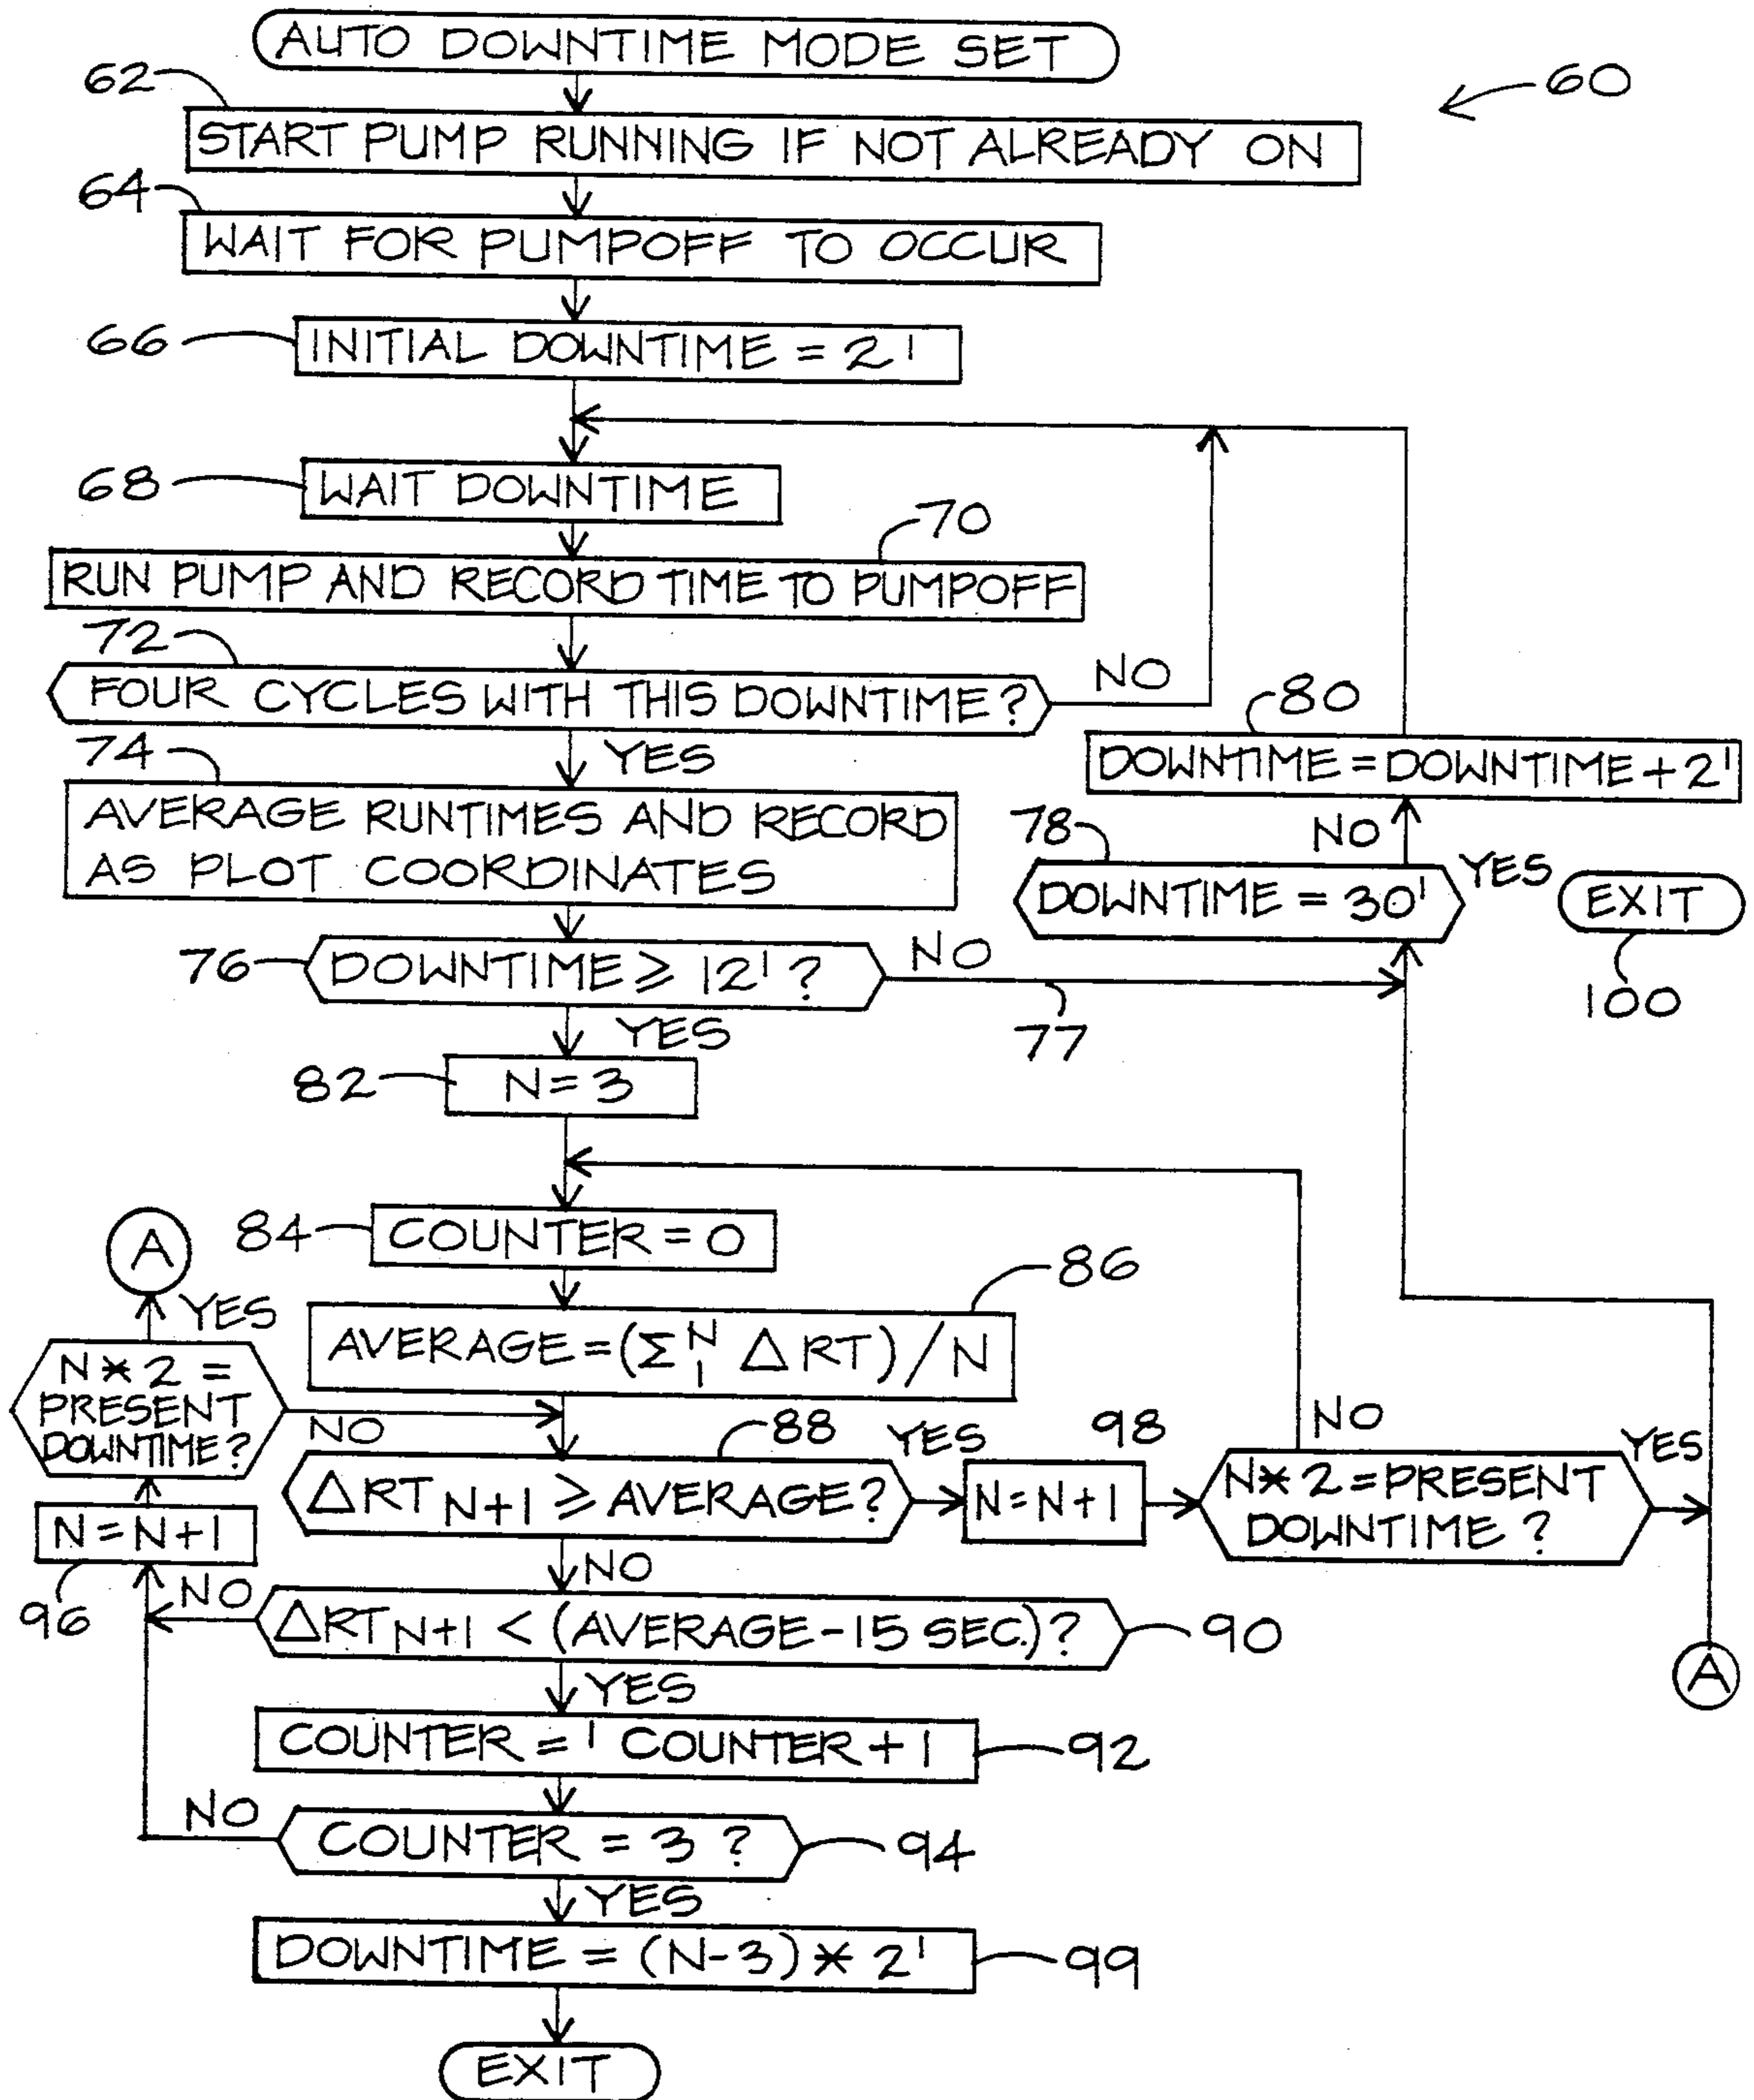 AUTO DOWNTIME MODE SET
60
62
START PUMP RUNNING IF NOT ALREADY ON
64
WAIT FOR PUMPOFF TO OCCUR
66
INITIAL DOWNTIME = 2'
68
WAIT DOWNTIME
70
RUN PUMP AND RECORD TIME TO PUMPOFF
72
FOUR CYCLES WITH THIS DOWNTIME?
NO
YES
74
AVERAGE RUNTIMES AND RECORD
AS PLOT COORDINATES
80
DOWNTIME = DOWNTIME + 2'
NO
78
DOWNTIME = 30'
YES
EXIT
100
76
DOWNTIME ≥ 12' ?
NO
77
YES
82
N = 3
84
COUNTER = 0
A
YES
86
AVERAGE = (Σ N 1 Δ RT) / N
N * 2 =
PRESENT
DOWNTIME?
NO
88
ΔRT N+1 ≥ AVERAGE?
YES
98
N = N+1
N * 2 = PRESENT
DOWNTIME ?
NO
YES
A
N = N+1
96
NO
NO
ΔRT N+1 < (AVERAGE - 15 SEC.)?
90
YES
COUNTER = ' COUNTER + 1
92
COUNTER = 3 ?
94
NO
YES
DOWNTIME = (N-3) * 2'
99
EXIT